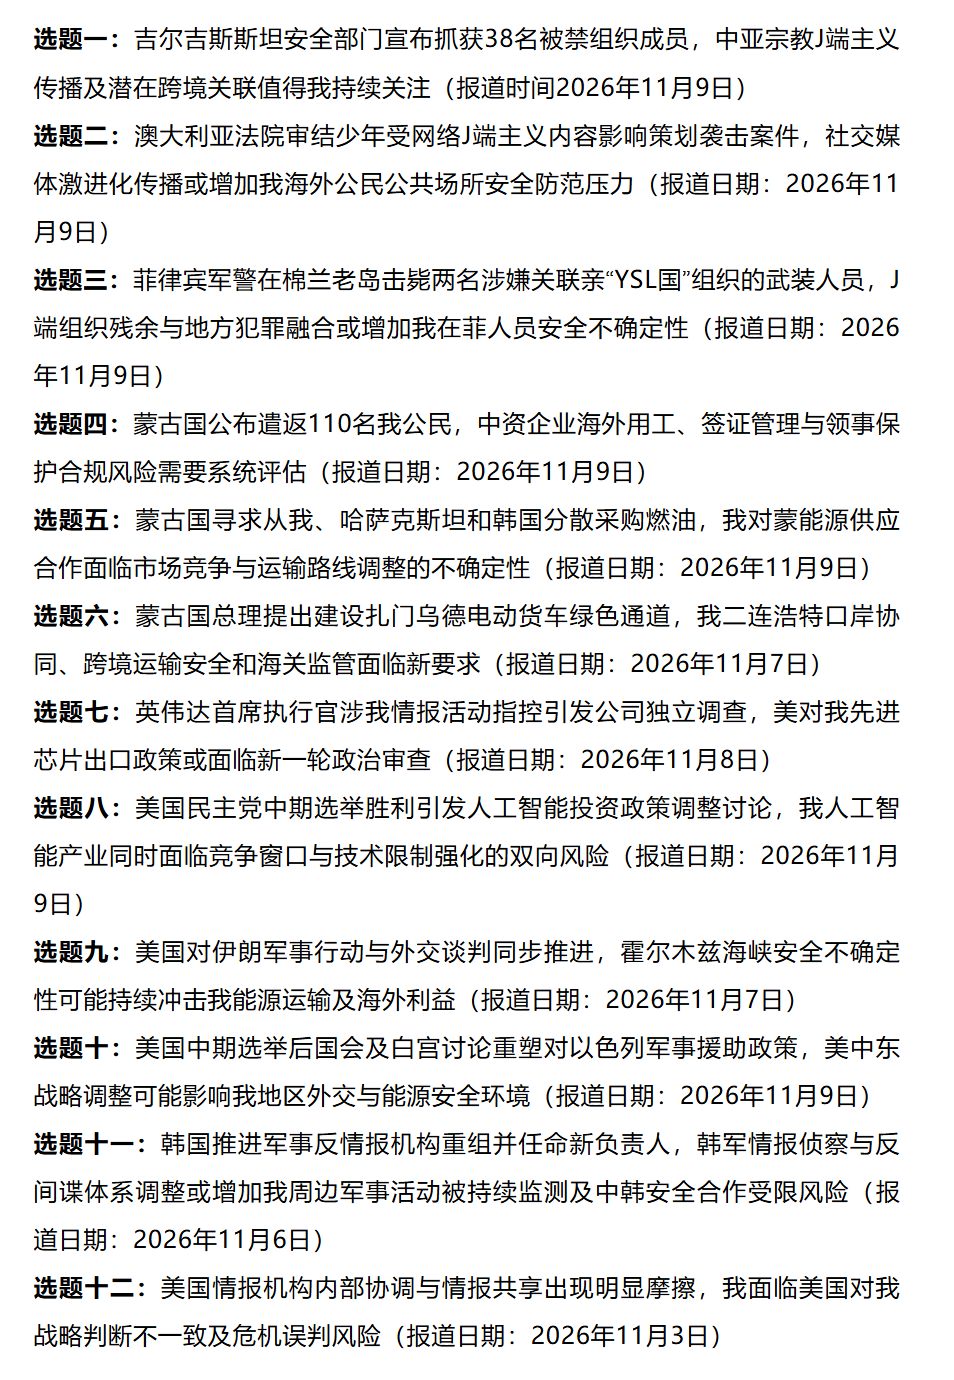 选题一：吉尔吉斯斯坦安全部门宣布抓获38名被禁组织成员，中亚宗教J端主义
传播及潜在跨境关联值得我持续关注（报道时间2026年11月9日）
选题二：澳大利亚法院审结少年受网络J端主义内容影响策划袭击案件，社交媒
体激进化传播或增加我海外公民公共场所安全防范压力（报道日期：2026年11
月9日）
选题三：菲律宾军警在棉兰老岛击毙两名涉嫌关联亲“YSL国”组织的武装人员，J
端组织残余与地方犯罪融合或增加我在菲人员安全不确定性（报道日期：2026
年11月9日）
选题四：蒙古国公布遣返110名我公民，中资企业海外用工、签证管理与领事保
护合规风险需要系统评估（报道日期：2026年11月9日）
选题五：蒙古国寻求从我、哈萨克斯坦和韩国分散采购燃油，我对蒙能源供应
合作面临市场竞争与运输路线调整的不确定性（报道日期：2026年11月9日）
选题六：蒙古国总理提出建设扎门乌德电动货车绿色通道，我二连浩特口岸协
同、跨境运输安全和海关监管面临新要求（报道日期：2026年11月7日）
选题七：英伟达首席执行官涉我情报活动指控引发公司独立调查，美对我先进
芯片出口政策或面临新一轮政治审查（报道日期：2026年11月8日）
选题八：美国民主党中期选举胜利引发人工智能投资政策调整讨论，我人工智
能产业同时面临竞争窗口与技术限制强化的双向风险（报道日期：2026年11月
9日）
选题九：美国对伊朗军事行动与外交谈判同步推进，霍尔木兹海峡安全不确定
性可能持续冲击我能源运输及海外利益（报道日期：2026年11月7日）
选题十：美国中期选举后国会及白宫讨论重塑对以色列军事援助政策，美中东
战略调整可能影响我地区外交与能源安全环境（报道日期：2026年11月9日）
选题十一：韩国推进军事反情报机构重组并任命新负责人，韩军情报侦察与反
间谍体系调整或增加我周边军事活动被持续监测及中韩安全合作受限风险（报
道日期：2026年11月6日）
选题十二：美国情报机构内部协调与情报共享出现明显摩擦，我面临美国对我
战略判断不一致及危机误判风险（报道日期：2026年11月3日）